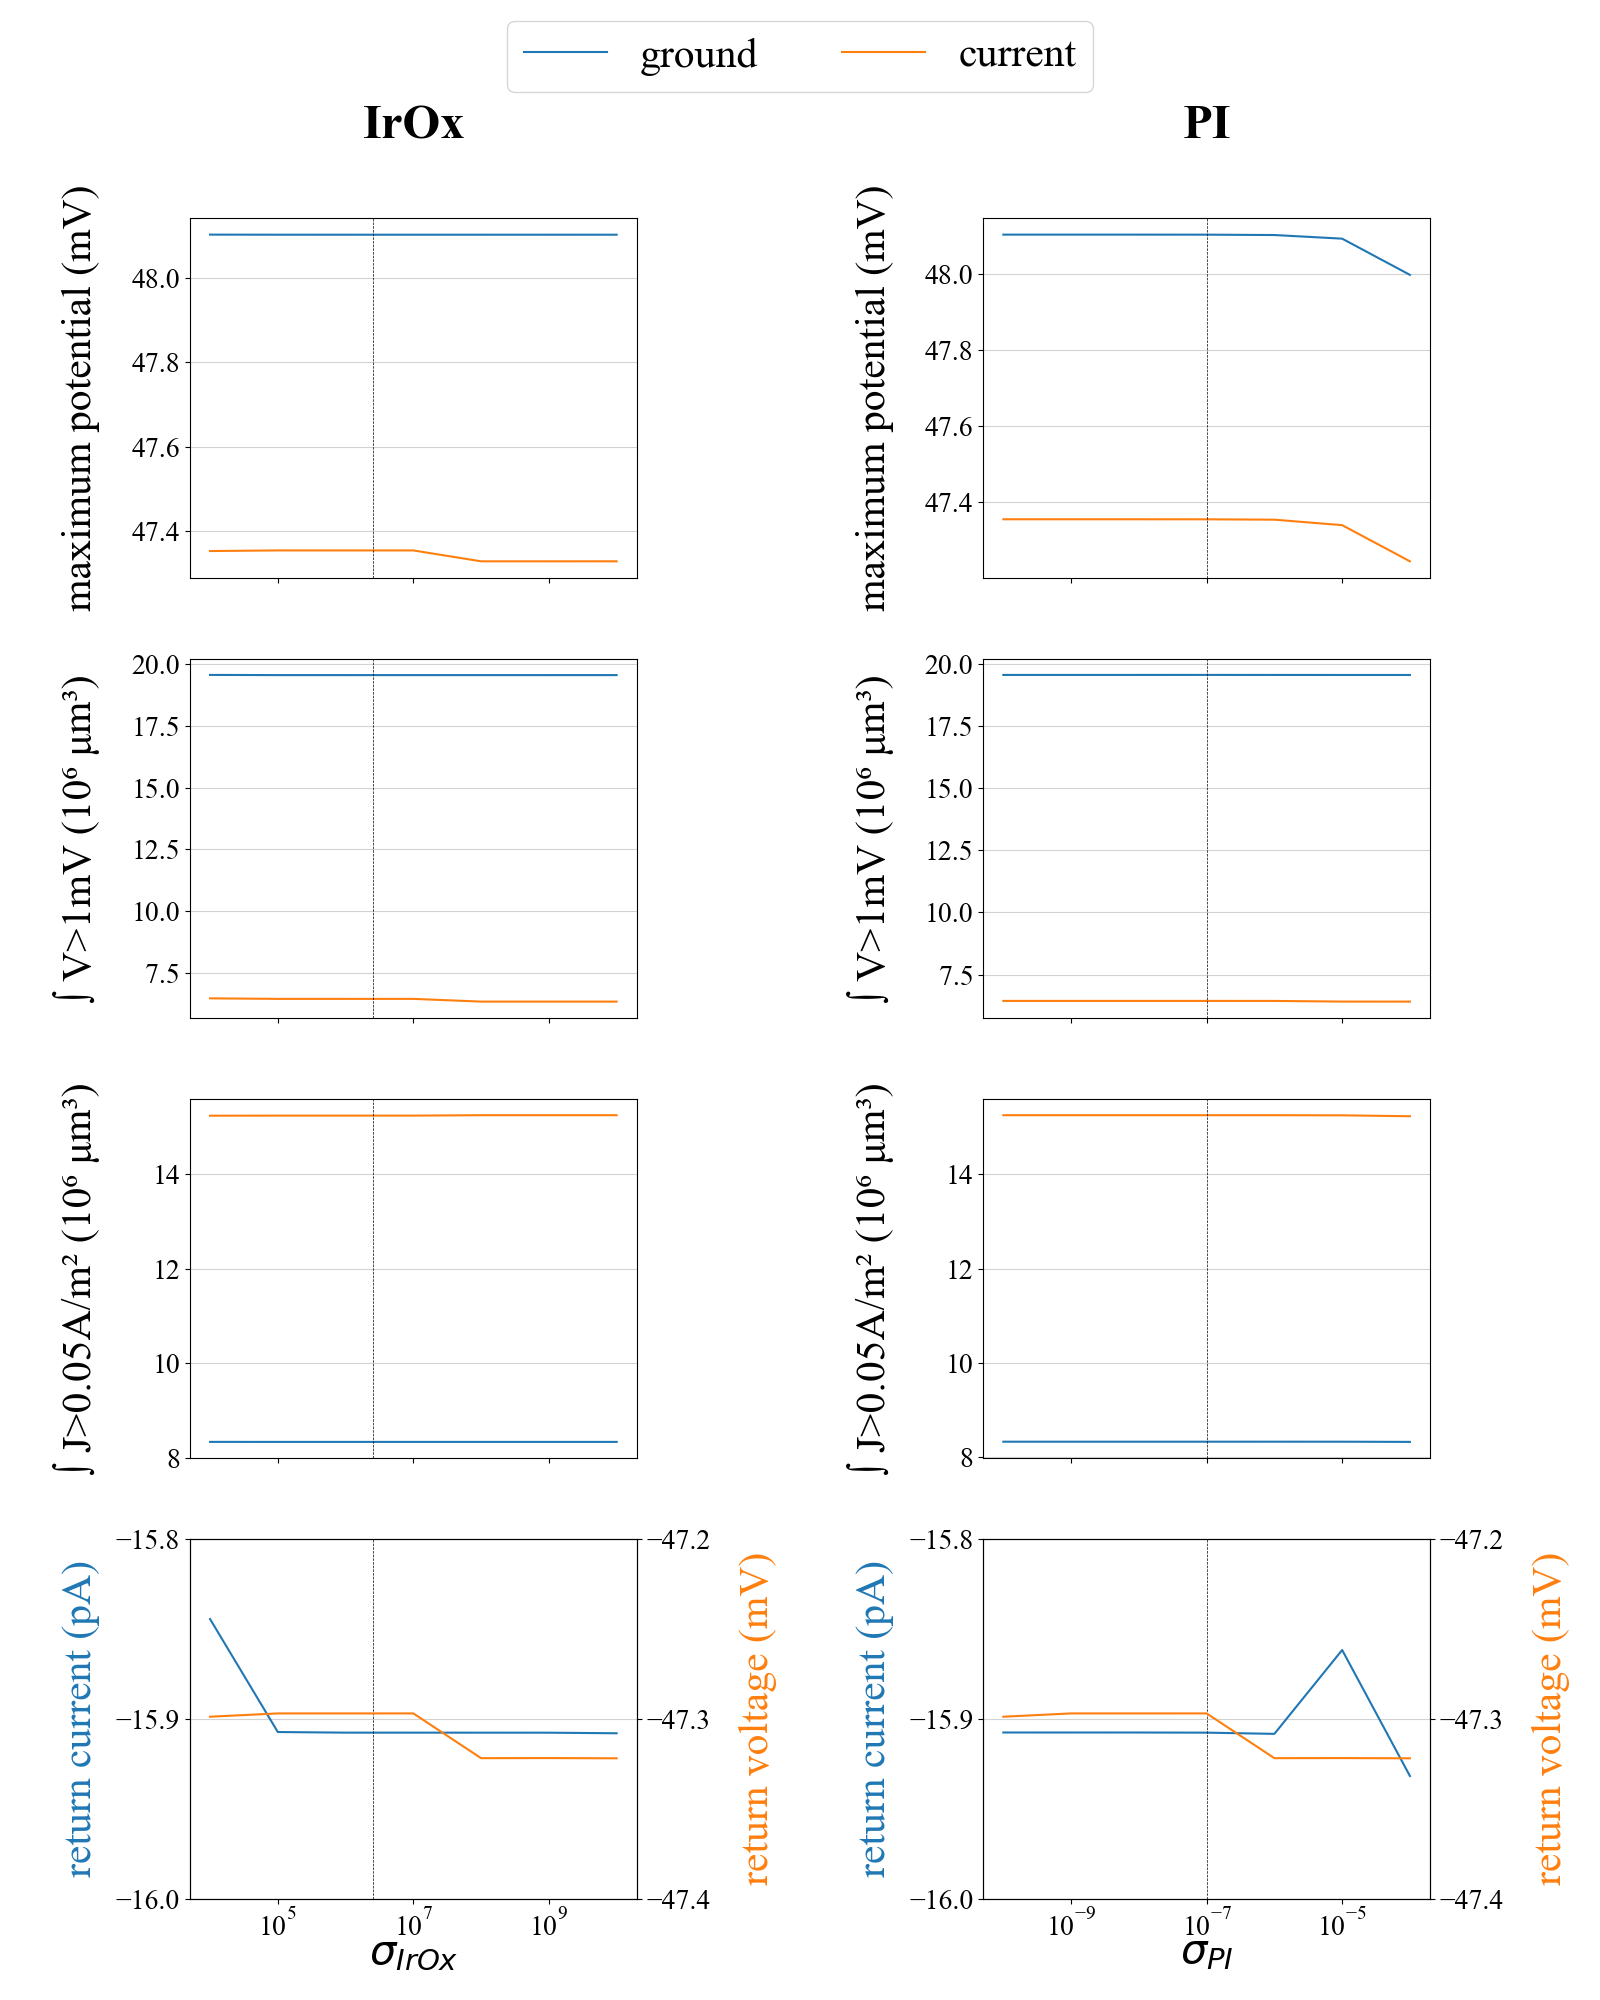 ground current
IrOx PI
maximum potential (mV)
48.0
47.8
47.6
47.4
maximum potential (mV)
48.0
47.8
47.6
47.4
∫ V>1mV (10⁶ µm³)
20.0
17.5
15.0
12.5
10.0
7.5
∫ V>1mV (10⁶ µm³)
20.0
17.5
15.0
12.5
10.0
7.5
∫ J>0.05A/m² (10⁶ µm³)
14
12
10
8
∫ J>0.05A/m² (10⁶ µm³)
14
12
10
8
return current (pA)
−15.8
−15.9
−16.0
−47.2
−47.3
−47.4
return voltage (mV)
10⁵ 10⁷ 10⁹
σ_IrOx
return current (pA)
−15.8
−15.9
−16.0
−47.2
−47.3
−47.4
return voltage (mV)
10⁻⁹ 10⁻⁷ 10⁻⁵
σ_PI